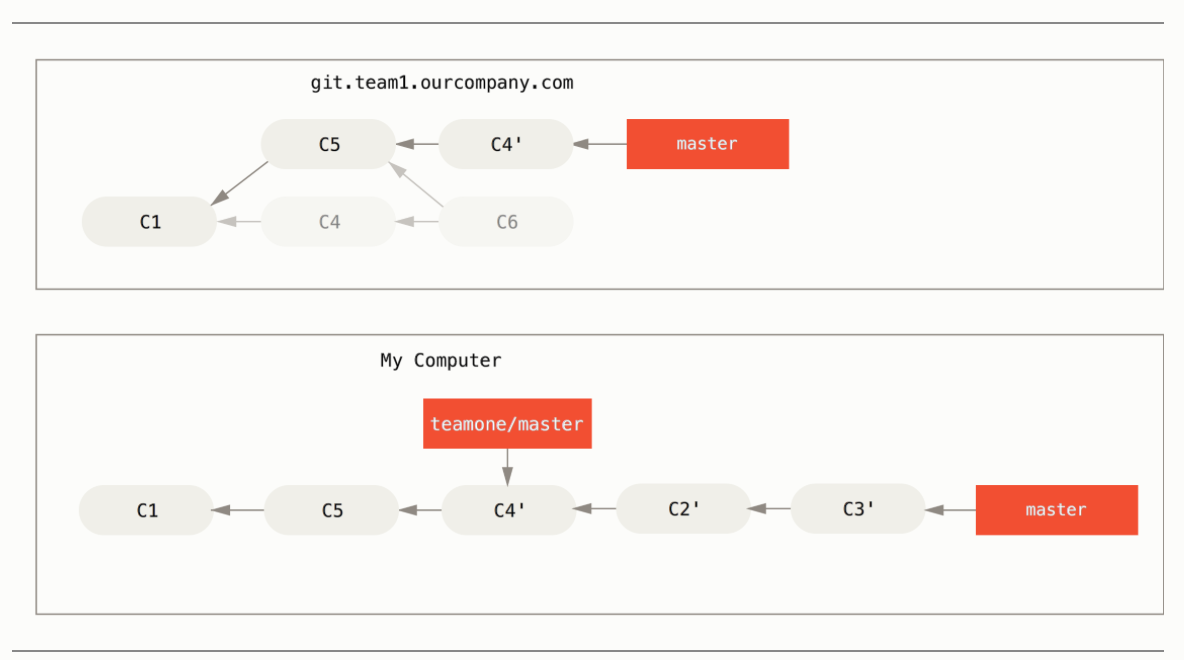 git.team1.ourcompany.com
C5 C4' master
C1 C4 C6
My Computer
teamone/master
C1 C5 C4' C2' C3' master